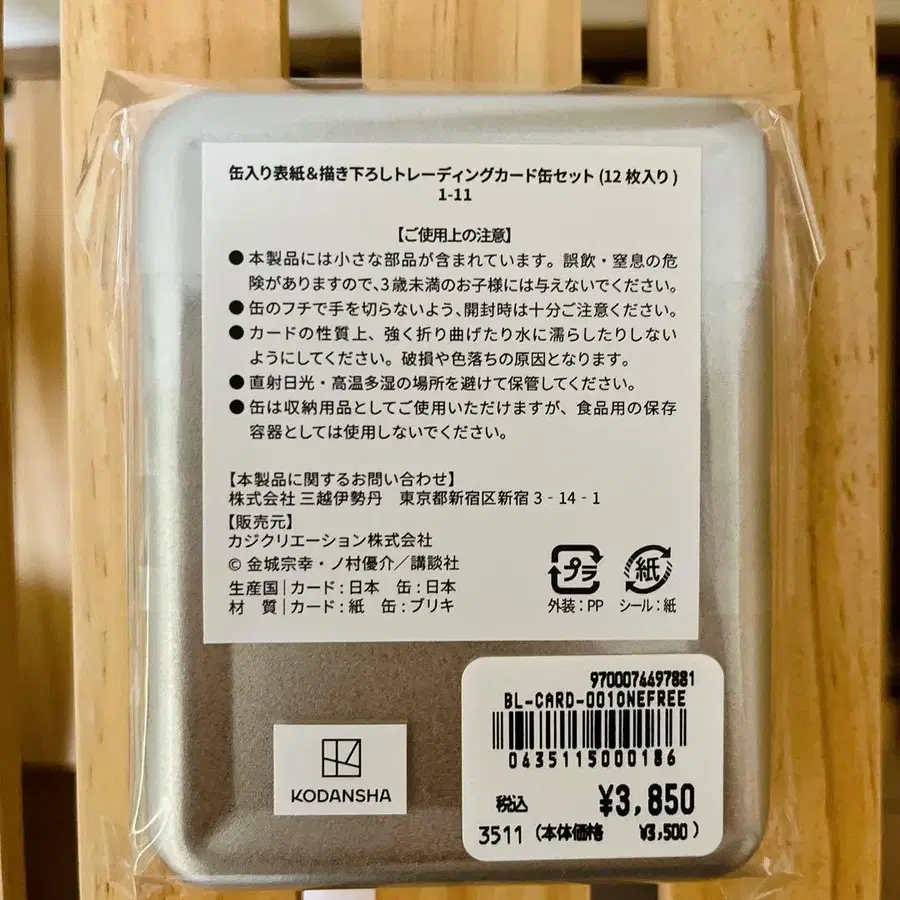 缶入り表紙&描き下ろしトレーディングカード缶セット(12枚入り)
1-11
【ご使用上の注意】
● 本製品には小さな部品が含まれています。誤飲・窒息の危
険がありますので、3歳未満のお子様には与えないでください。
● 缶のフチで手を切らないよう、開封時は十分ご注意ください。
● カードの性質上、強く折り曲げたり水に濡らしたりしない
ようにしてください。破損や色落ちの原因となります。
● 直射日光・高温多湿の場所を避けて保管してください。
● 缶は収納用品としてご使用いただけますが、食品用の保存
容器としては使用しないでください。
【本製品に関するお問い合わせ】
株式会社 三越伊勢丹 東京都新宿区新宿3-14-1
【販売元】
カジクリエーション株式会社
© 金城宗幸・ノ村優介/講談社
生産国|カード:日本 缶:日本
材 質|カード:紙 缶:ブリキ
プラ
外装:PP
紙
シール:紙
KODANSHA
9700074497881
BL-CARD-0010NEFREE
0435115000186
税込 ¥3,850
3511 (本体価格 ¥3,500)